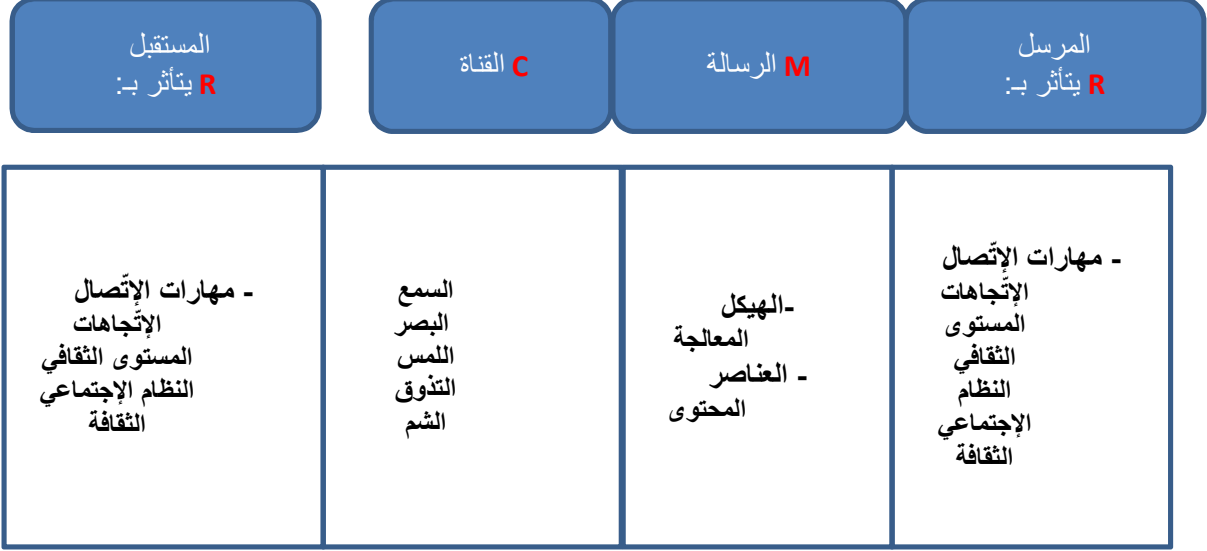 المرسل
R يتأثر بـ:
M الرسالة
C القناة
المستقبل
R يتأثر بـ:
- مهارات الإتّصال
الإتّجاهات
المستوى
الثقافي
النظام
الإجتماعي
الثقافة
-الهيكل
المعالجة
- العناصر
المحتوى
السمع
البصر
اللمس
التذوق
الشم
- مهارات الإتّصال
الإتّجاهات
المستوى الثقافي
النظام الإجتماعي
الثقافة